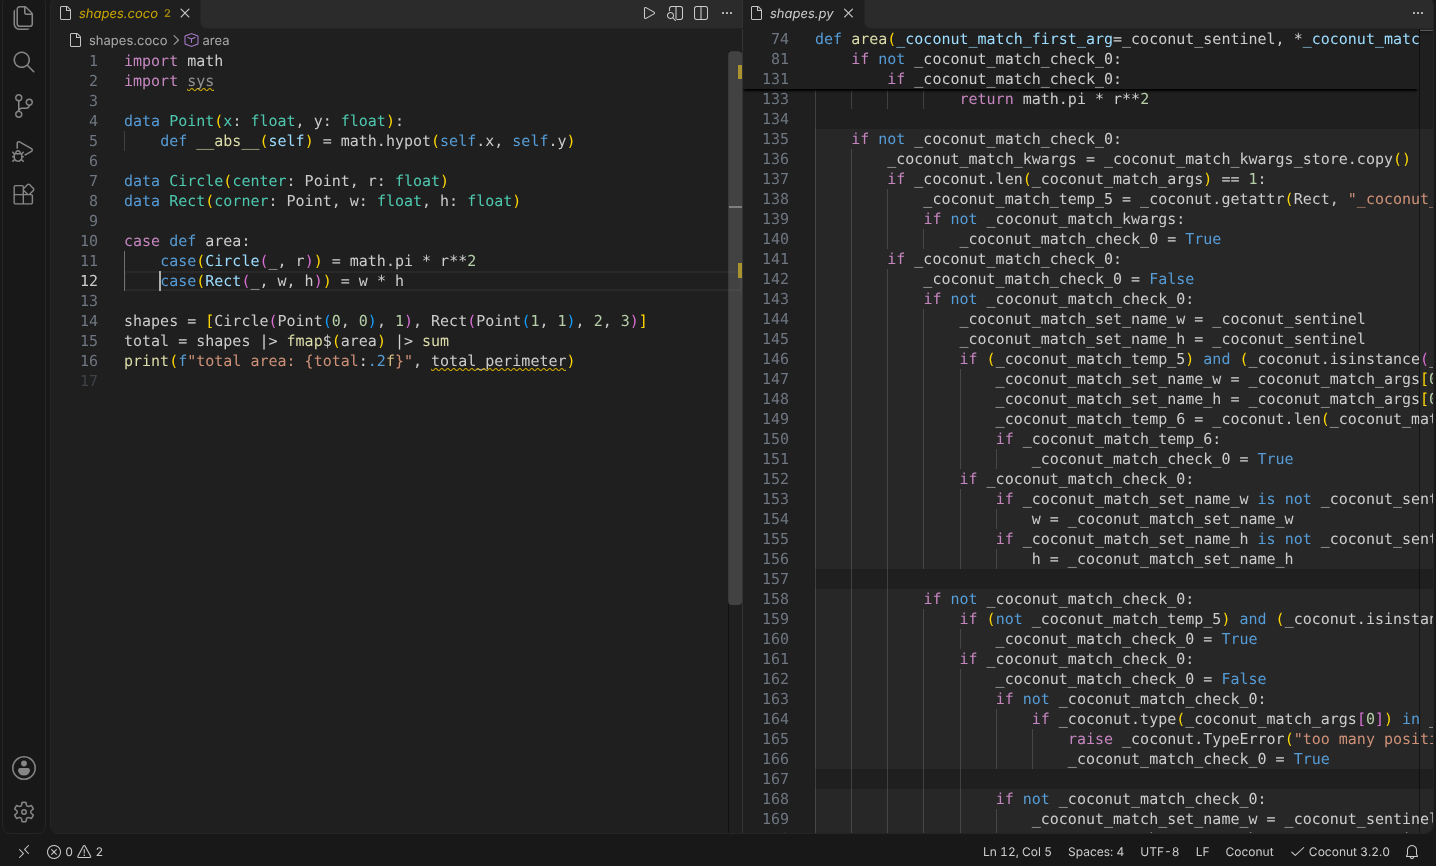 shapes.coco 2
shapes.coco > area
1 import math
2 import sys
3
4 data Point(x: float, y: float):
5     def __abs__(self) = math.hypot(self.x, self.y)
6
7 data Circle(center: Point, r: float)
8 data Rect(corner: Point, w: float, h: float)
9
10 case def area:
11     case(Circle(_, r)) = math.pi * r**2
12     case(Rect(_, w, h)) = w * h
13
14 shapes = [Circle(Point(0, 0), 1), Rect(Point(1, 1), 2, 3)]
15 total = shapes |> fmap$(area) |> sum
16 print(f"total area: {total:.2f}", total_perimeter)
17
shapes.py
74 def area(_coconut_match_first_arg=_coconut_sentinel, *_coconut_matc
81     if not _coconut_match_check_0:
131         if _coconut_match_check_0:
133                 return math.pi * r**2
134
135     if not _coconut_match_check_0:
136         _coconut_match_kwargs = _coconut_match_kwargs_store.copy()
137         if _coconut.len(_coconut_match_args) == 1:
138             _coconut_match_temp_5 = _coconut.getattr(Rect, "_coconut_
139             if not _coconut_match_kwargs:
140                 _coconut_match_check_0 = True
141         if _coconut_match_check_0:
142             _coconut_match_check_0 = False
143             if not _coconut_match_check_0:
144                 _coconut_match_set_name_w = _coconut_sentinel
145                 _coconut_match_set_name_h = _coconut_sentinel
146                 if (_coconut_match_temp_5) and (_coconut.isinstance(_
147                     _coconut_match_set_name_w = _coconut_match_args[0
148                     _coconut_match_set_name_h = _coconut_match_args[0
149                     _coconut_match_temp_6 = _coconut.len(_coconut_mat
150                     if _coconut_match_temp_6:
151                         _coconut_match_check_0 = True
152                 if _coconut_match_check_0:
153                     if _coconut_match_set_name_w is not _coconut_sent
154                         w = _coconut_match_set_name_w
155                     if _coconut_match_set_name_h is not _coconut_sent
156                         h = _coconut_match_set_name_h
157
158             if not _coconut_match_check_0:
159                 if (not _coconut_match_temp_5) and (_coconut.isinstan
160                     _coconut_match_check_0 = True
161                 if _coconut_match_check_0:
162                     _coconut_match_check_0 = False
163                     if not _coconut_match_check_0:
164                         if _coconut.type(_coconut_match_args[0]) in _
165                             raise _coconut.TypeError("too many positi
166                             _coconut_match_check_0 = True
167
168                     if not _coconut_match_check_0:
169                         _coconut_match_set_name_w = _coconut_sentinel
0 2 Ln 12, Col 5 Spaces: 4 UTF-8 LF Coconut Coconut 3.2.0